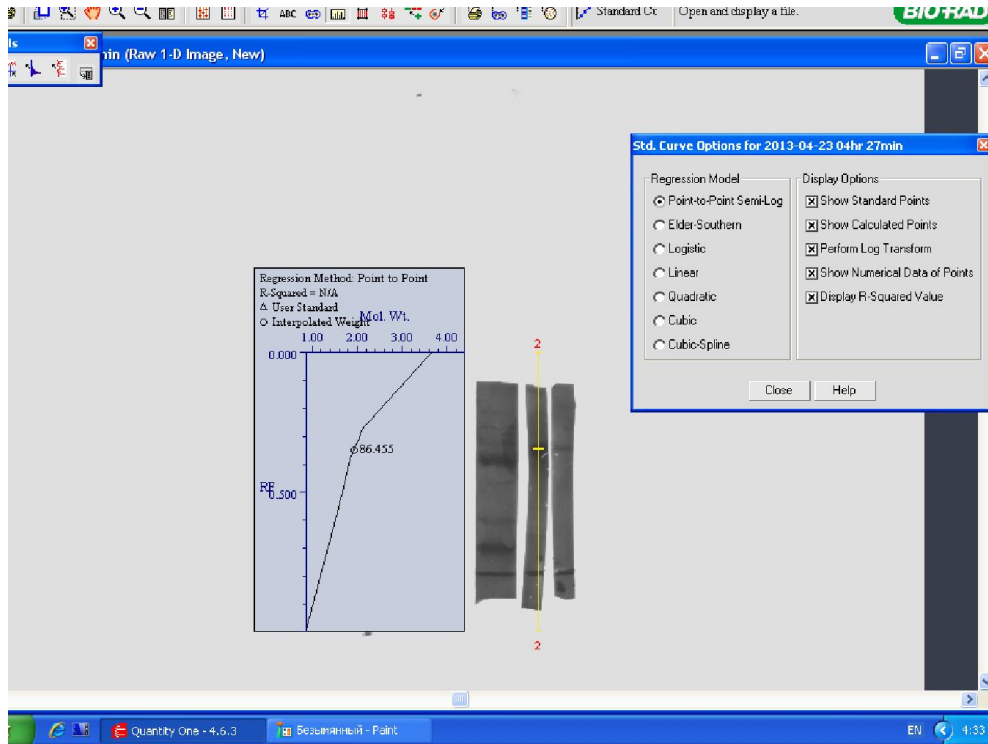 ABC
Standard Cu
Open and display a file.
BIO-RAD
ls
min (Raw 1-D Image, New)
Std. Curve Options for 2013-04-23 04hr 27min
Regression Model
Display Options
Point-to-Point Semi-Log
Show Standard Points
Elder-Southern
Show Calculated Points
Logistic
Perform Log Transform
Linear
Show Numerical Data of Points
Quadratic
Display R-Squared Value
Cubic
Cubic-Spline
Close
Help
Regression Method: Point to Point
R-Squared = N/A
Δ User Standard
O Interpolated Weight
Mol. Wt.
1.00 2.00 3.00 4.00
0.000
86.455
Rf
0.500
2
2
Quantity One - 4.6.3
Безымянный - Paint
EN
4:33